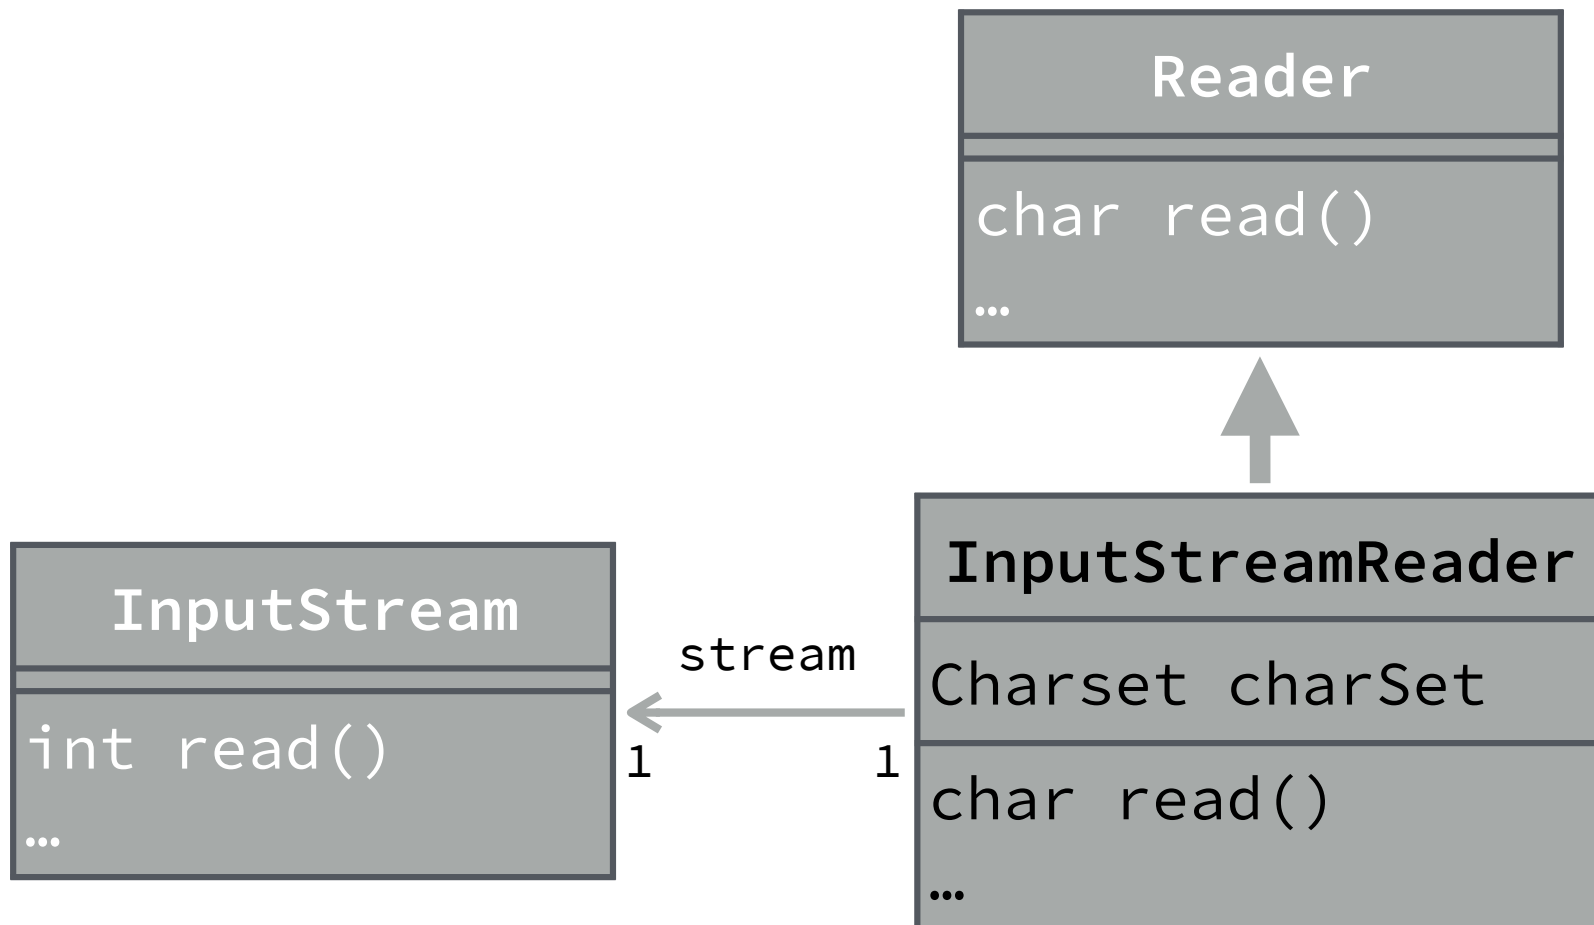 Reader
char read()
…
InputStream
int read()
…
stream
1
1
InputStreamReader
Charset charSet
char read()
…